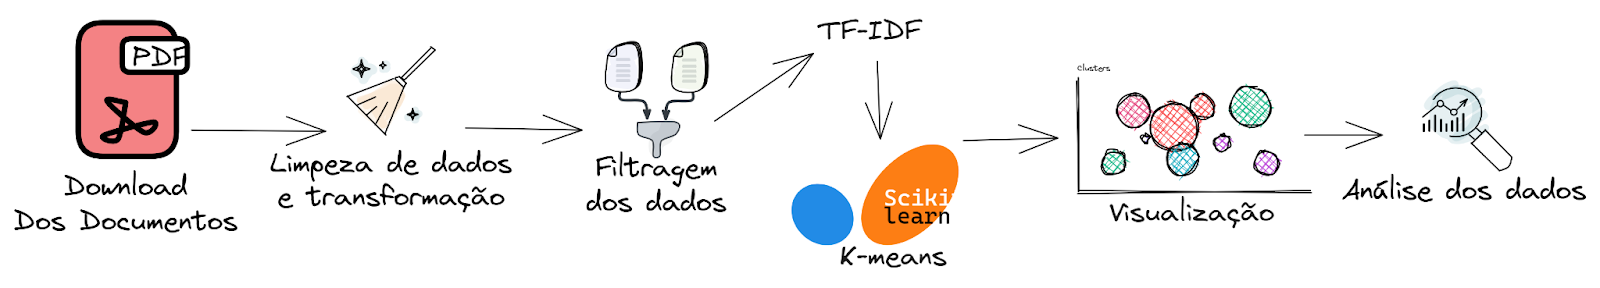 PDF
Download
Dos Documentos
Limpeza de dados
e transformação
Filtragem
dos dados
TF-IDF
Scikit
learn
K-means
clusters
Visualização
Análise dos dados